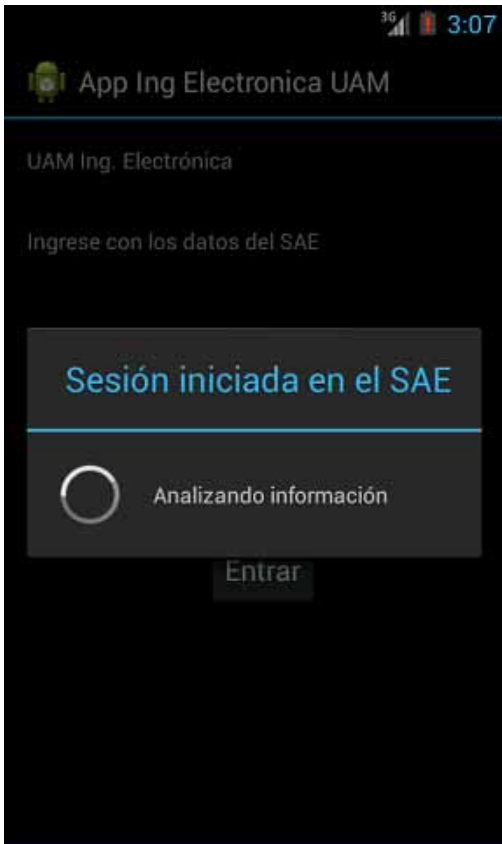 3G 3:07
App Ing Electronica UAM
UAM Ing. Electrónica
Ingrese con los datos del SAE
Sesión iniciada en el SAE
Analizando información
Entrar